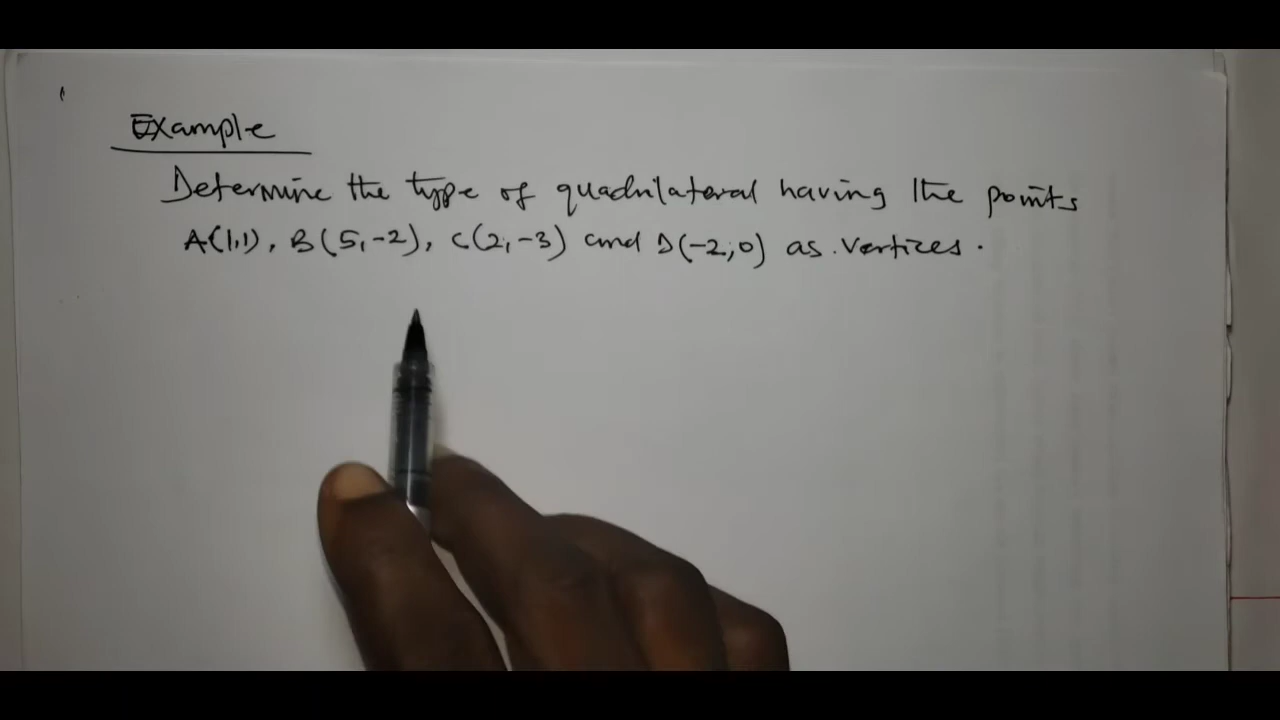 Example
Determine the type of quadrilateral having the points
A(1,1), B(5,-2), C(2,-3) and D(-2,0) as vertices.